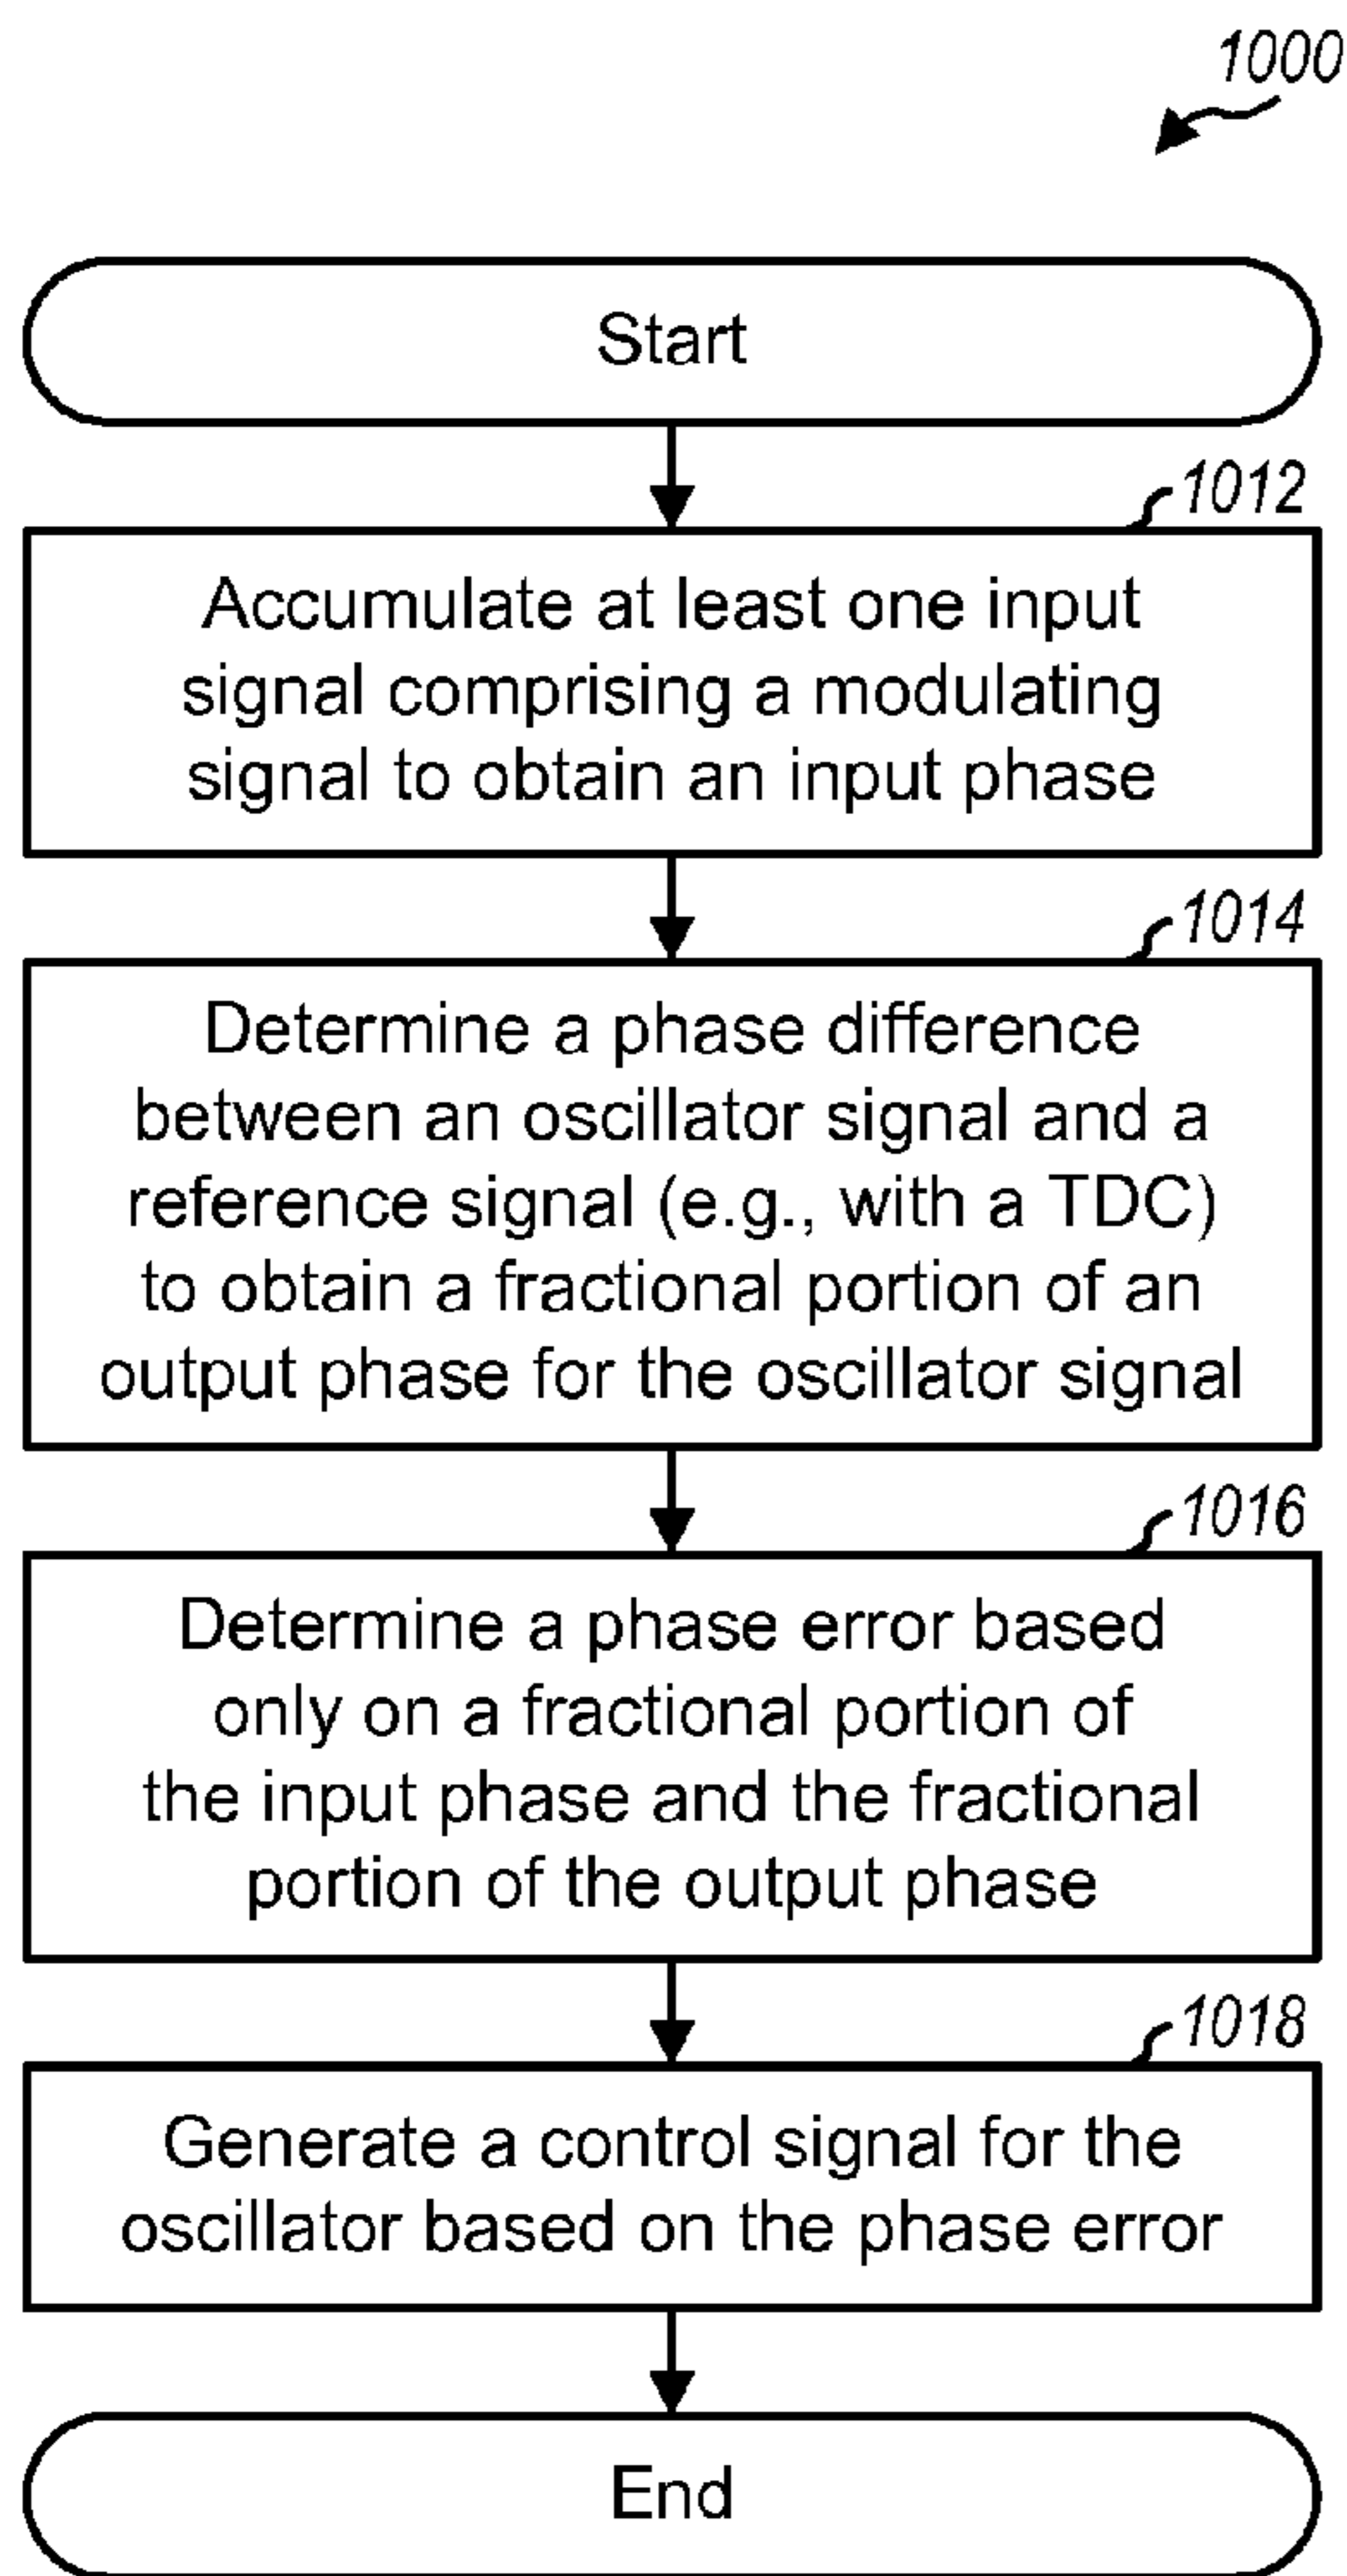 1000
Start
1012
Accumulate at least one input
signal comprising a modulating
signal to obtain an input phase
1014
Determine a phase difference
between an oscillator signal and a
reference signal (e.g., with a TDC)
to obtain a fractional portion of an
output phase for the oscillator signal
1016
Determine a phase error based
only on a fractional portion of
the input phase and the fractional
portion of the output phase
1018
Generate a control signal for the
oscillator based on the phase error
End